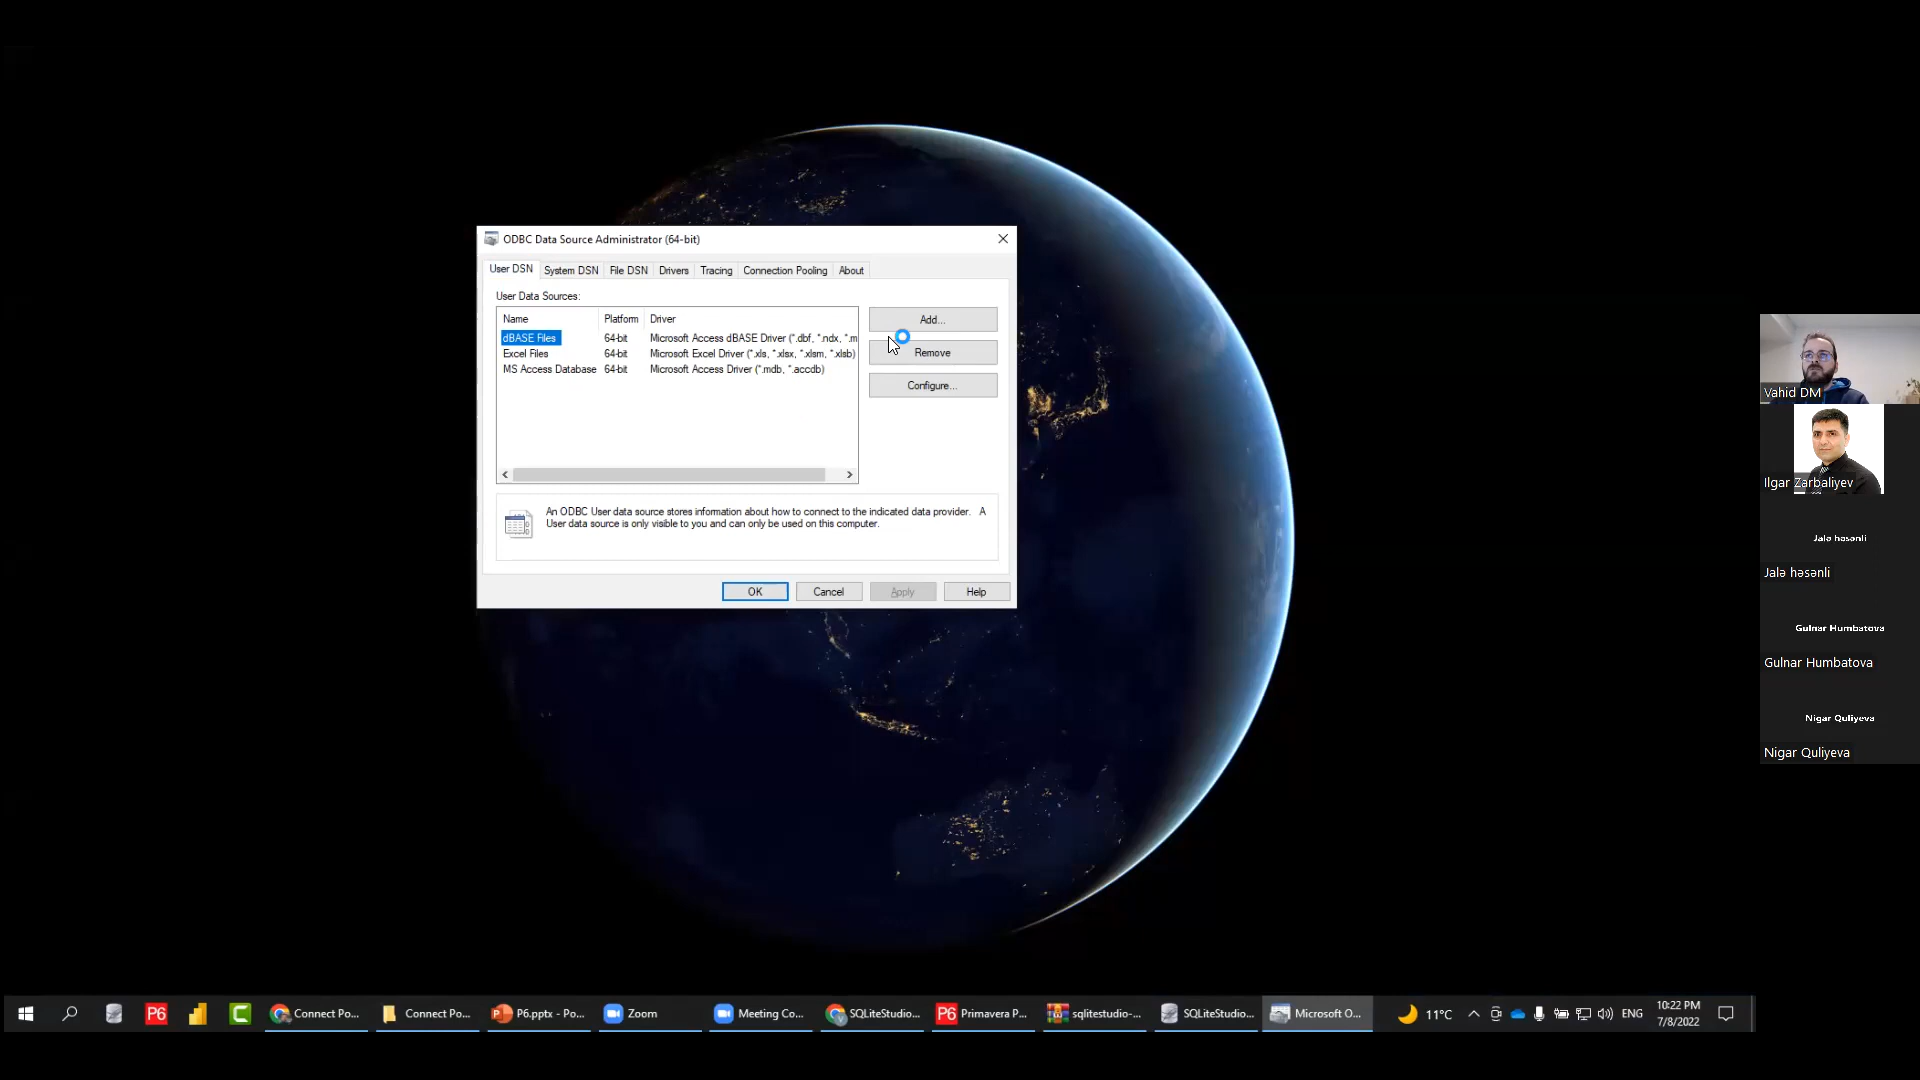 ODBC Data Source Administrator (64-bit)
User DSN System DSN File DSN Drivers Tracing Connection Pooling About
User Data Sources:
Name Platform Driver
dBASE Files 64-bit Microsoft Access dBASE Driver (*.dbf, *.ndx, *.m
Excel Files 64-bit Microsoft Excel Driver (*.xls, *.xlsx, *.xlsm, *.xlsb)
MS Access Database 64-bit Microsoft Access Driver (*.mdb, *.accdb)
Add...
Remove
Configure...
An ODBC User data source stores information about how to connect to the indicated data provider. A
User data source is only visible to you and can only be used on this computer.
OK Cancel Apply Help
Vahid DM
Ilgar Zarbaliyev
Jalə həsənli
Jalə həsənli
Gulnar Humbatova
Gulnar Humbatova
Nigar Quliyeva
Nigar Quliyeva
P6 Connect Po... Connect Po... P6.pptx - Po... Zoom Meeting Co... SQLiteStudio... P6 Primavera P... sqlitestudio-... SQLiteStudio... Microsoft O... 11°C ENG
10:22 PM
7/8/2022